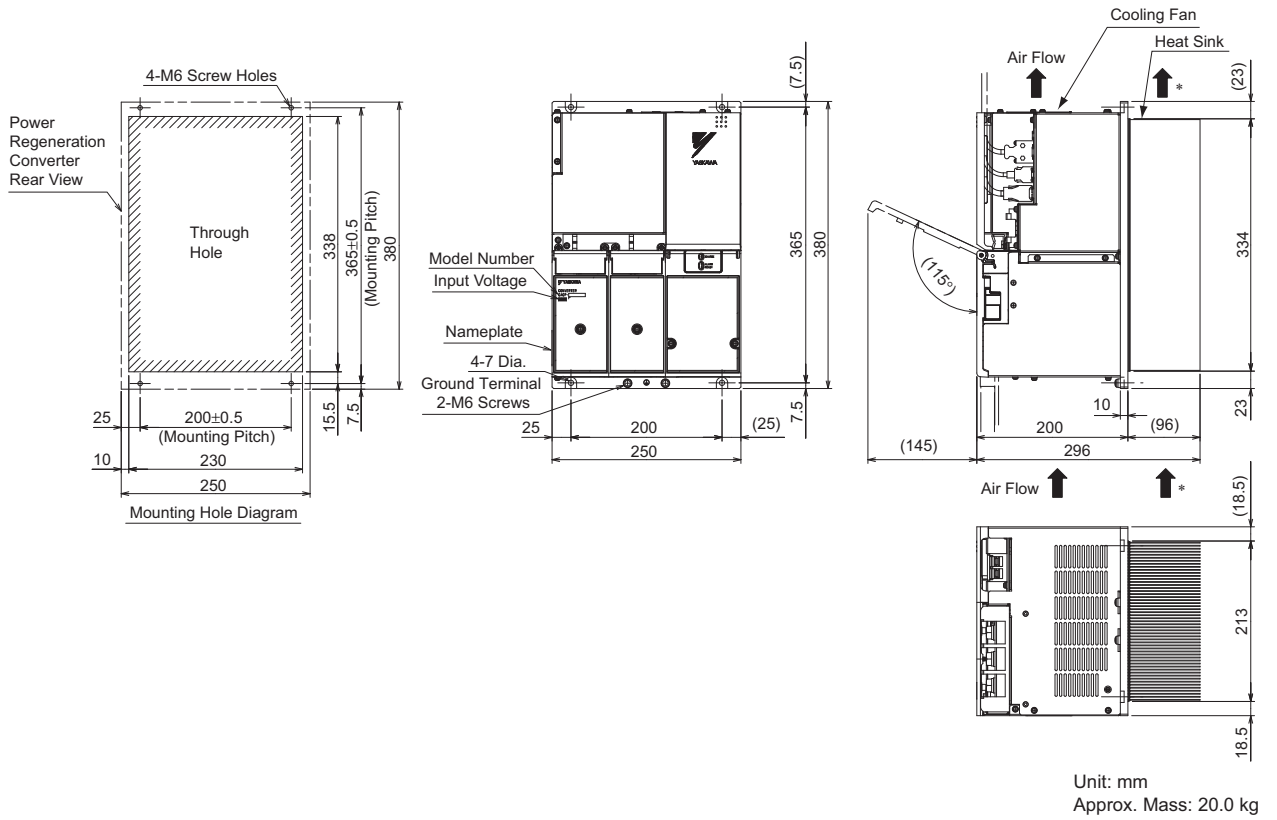 4-M6 Screw Holes
Power
Regeneration
Converter
Rear View
Through
Hole
338
365±0.5
(Mounting Pitch)
380
25
200±0.5
(Mounting Pitch)
15.5
7.5
10
230
250
Mounting Hole Diagram
(7.5)
YASKAWA
Model Number
Input Voltage
YASKAWA
CONVERTER
Nameplate
4-7 Dia.
Ground Terminal
2-M6 Screws
365
380
7.5
25
200
(25)
250
Cooling Fan
Heat Sink
Air Flow
*
(23)
(115°)
334
10
23
200
(96)
(145)
296
Air Flow
*
(18.5)
213
18.5
Unit: mm
Approx. Mass: 20.0 kg